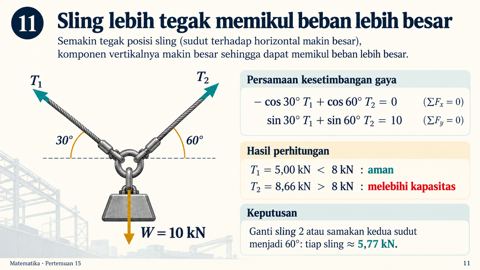 11
Sling lebih tegak memikul beban lebih besar
Semakin tegak posisi sling (sudut terhadap horizontal makin besar),
komponen vertikalnya makin besar sehingga dapat memikul beban lebih besar.
T₁
T₂
30°
60°
W = 10 kN
Persamaan kesetimbangan gaya
− cos 30° T₁ + cos 60° T₂ = 0 (∑Fₓ = 0)
sin 30° T₁ + sin 60° T₂ = 10 (∑Fᵧ = 0)
Hasil perhitungan
T₁ = 5,00 kN < 8 kN : aman
T₂ = 8,66 kN > 8 kN : melebihi kapasitas
Keputusan
Ganti sling 2 atau samakan kedua sudut
menjadi 60°: tiap sling ≈ 5,77 kN.
Matematika - Pertemuan 15
11